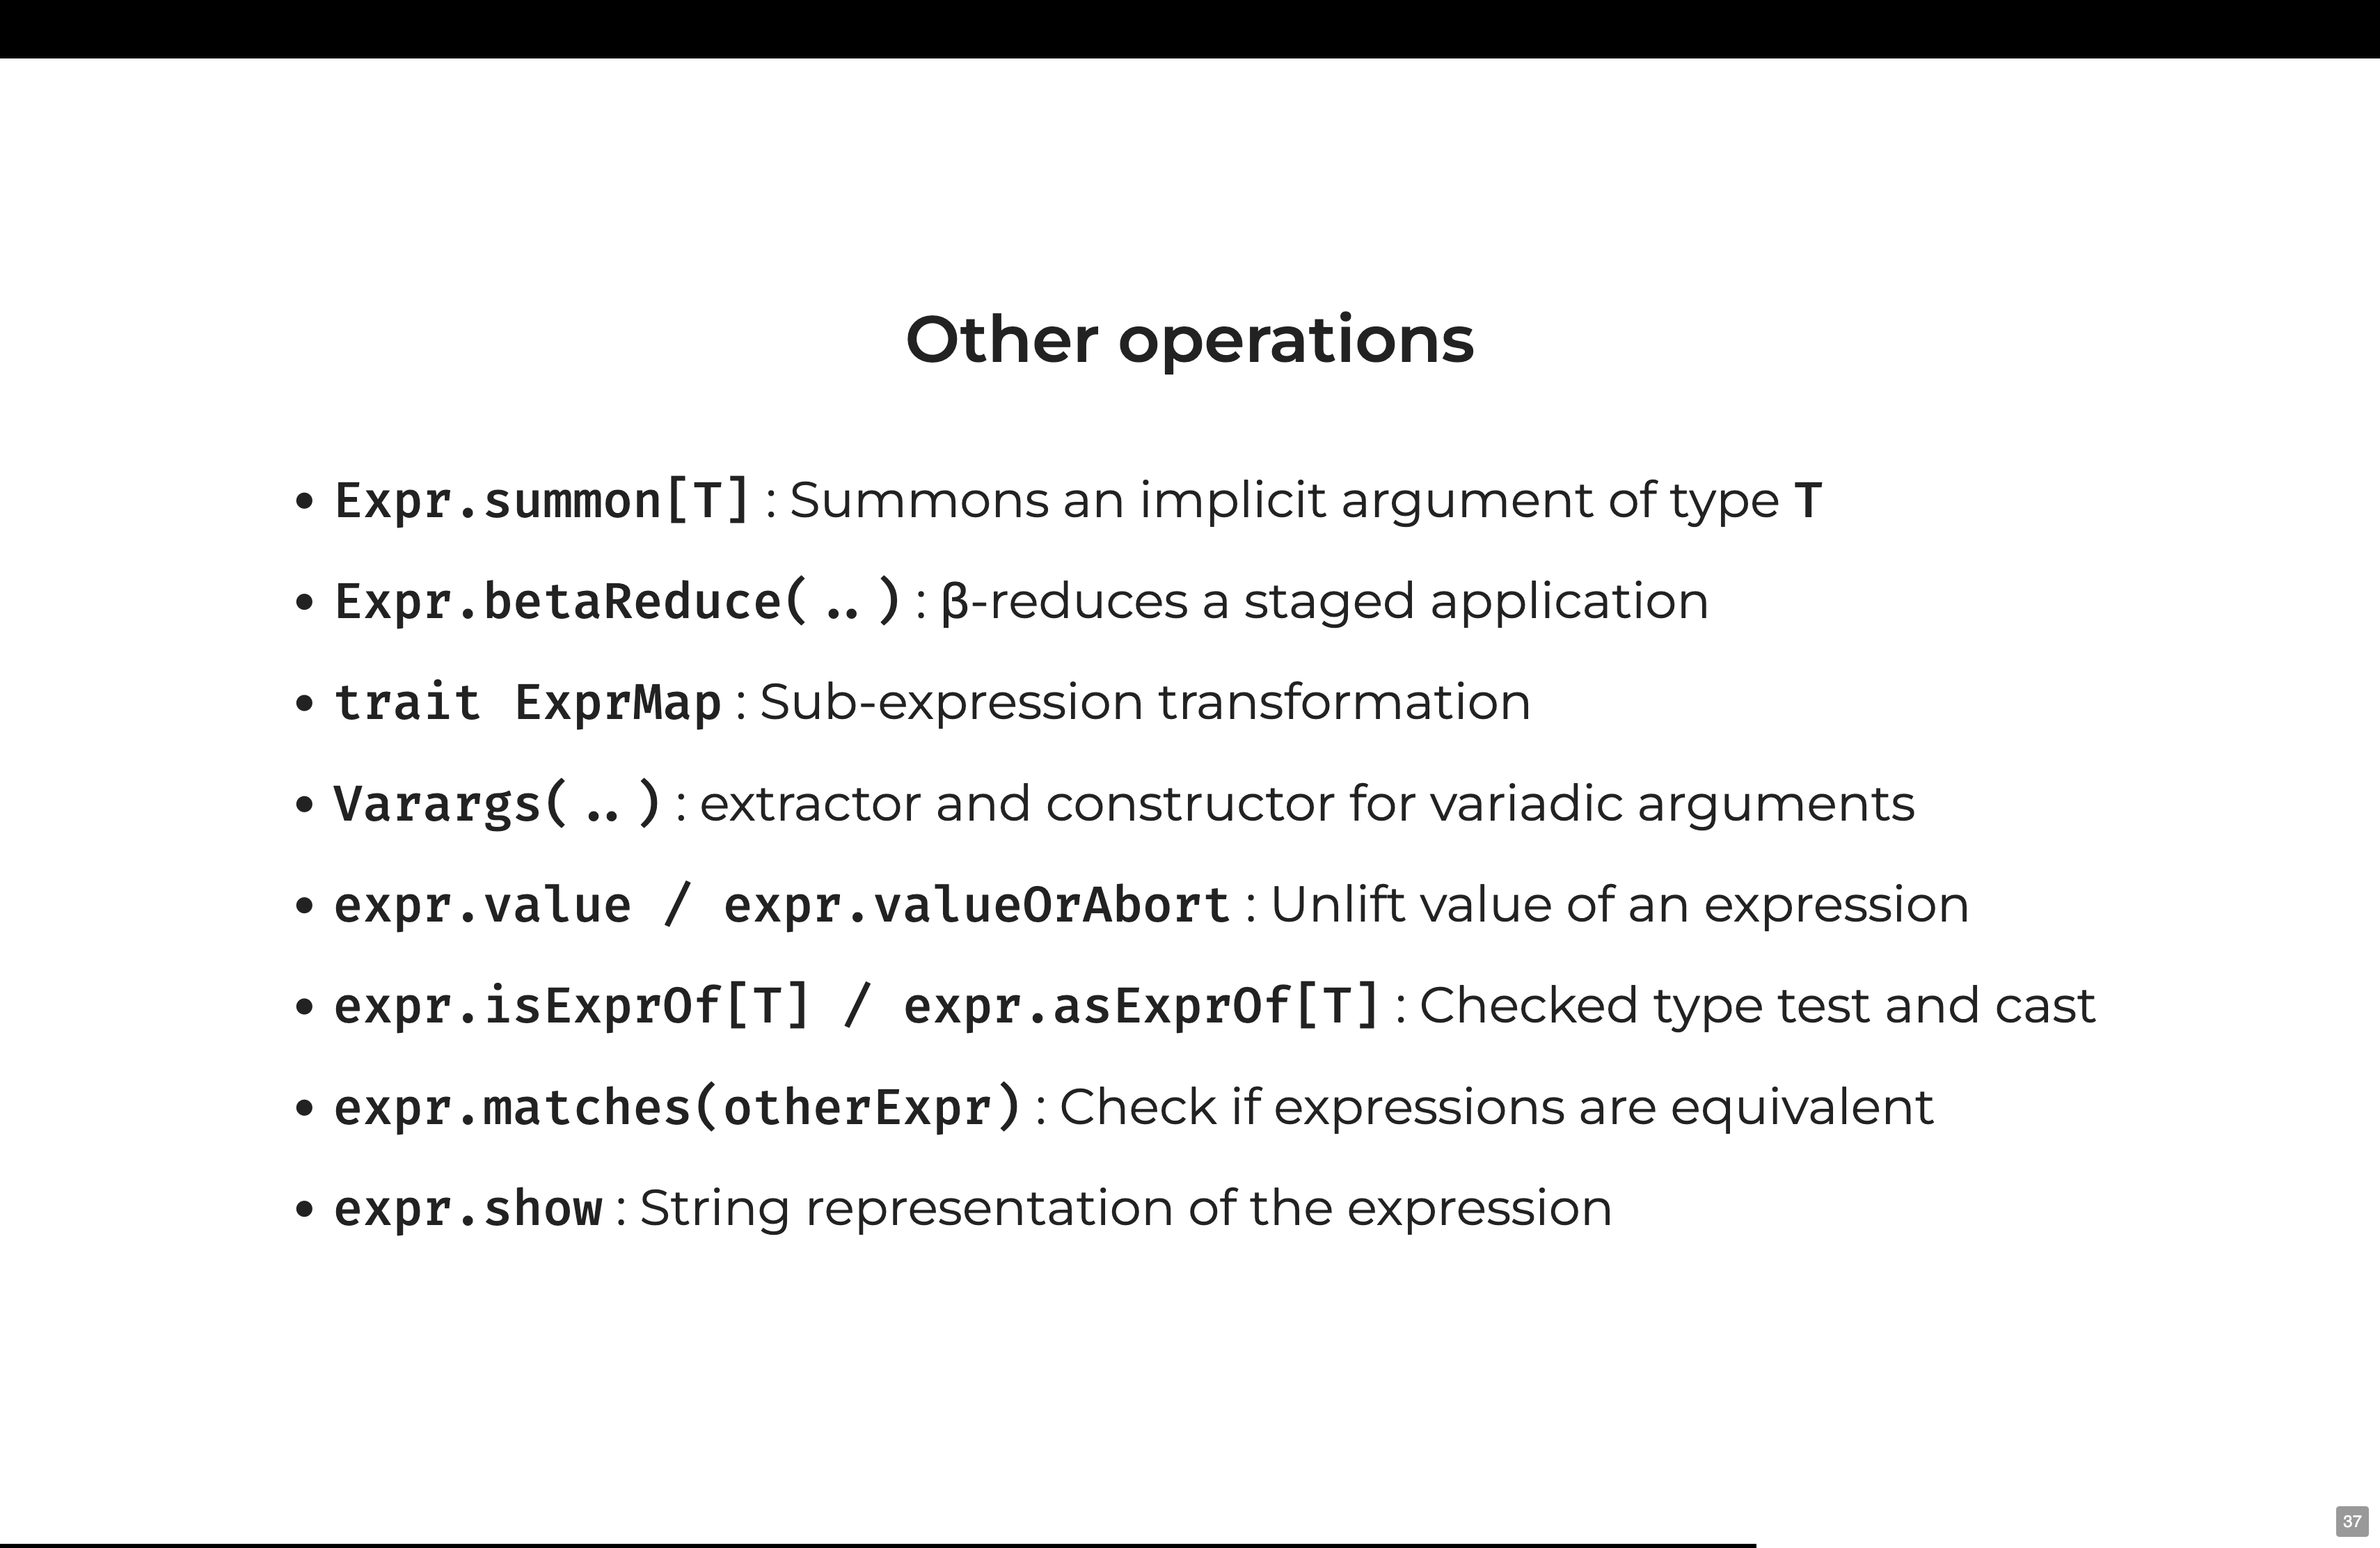 Other operations
• Expr.summon[T] : Summons an implicit argument of type T
• Expr.betaReduce(..) : β-reduces a staged application
• trait ExprMap : Sub-expression transformation
• Varargs(..) : extractor and constructor for variadic arguments
• expr.value / expr.valueOrAbort : Unlift value of an expression
• expr.isExprOf[T] / expr.asExprOf[T] : Checked type test and cast
• expr.matches(otherExpr) : Check if expressions are equivalent
• expr.show : String representation of the expression
37